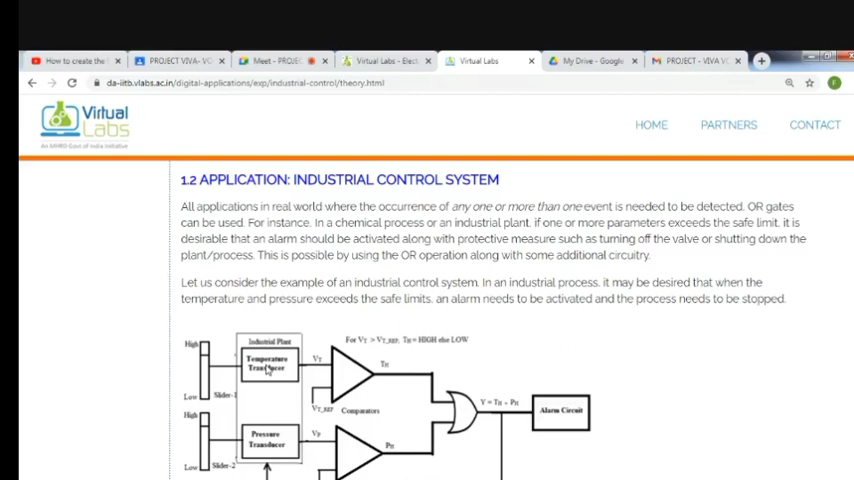 How to create the
PROJECT VIVA- VO
Meet - PROJEC
Virtual Labs - Elect
Virtual Labs
My Drive - Google
PROJECT - VIVA VO
da-iitb.vlabs.ac.in/digital-applications/exp/industrial-control/theory.html
F
Virtual
Labs
An MHRD Govt of India Initiative
HOME
PARTNERS
CONTACT
1.2 APPLICATION: INDUSTRIAL CONTROL SYSTEM
All applications in real world where the occurrence of any one or more than one event is needed to be detected, OR gates
can be used. For instance, In a chemical process or an industrial plant, if one or more parameters exceeds the safe limit, it is
desirable that an alarm should be activated along with protective measure such as turning off the valve or shutting down the
plant/process. This is possible by using the OR operation along with some additional circuitry.
Let us consider the example of an industrial control system. In an industrial process, it may be desired that when the
temperature and pressure exceeds the safe limits, an alarm needs to be activated and the process needs to be stopped.
Industrial Plant
For VT > VT_REF, TH = HIGH else LOW
High
Temperature
Transducer
VT
TH
Low
Slider-1
VT_REF
Comparators
Y = TH + PH
Alarm Circuit
High
Pressure
Transducer
VP
PH
Low
Slider-2